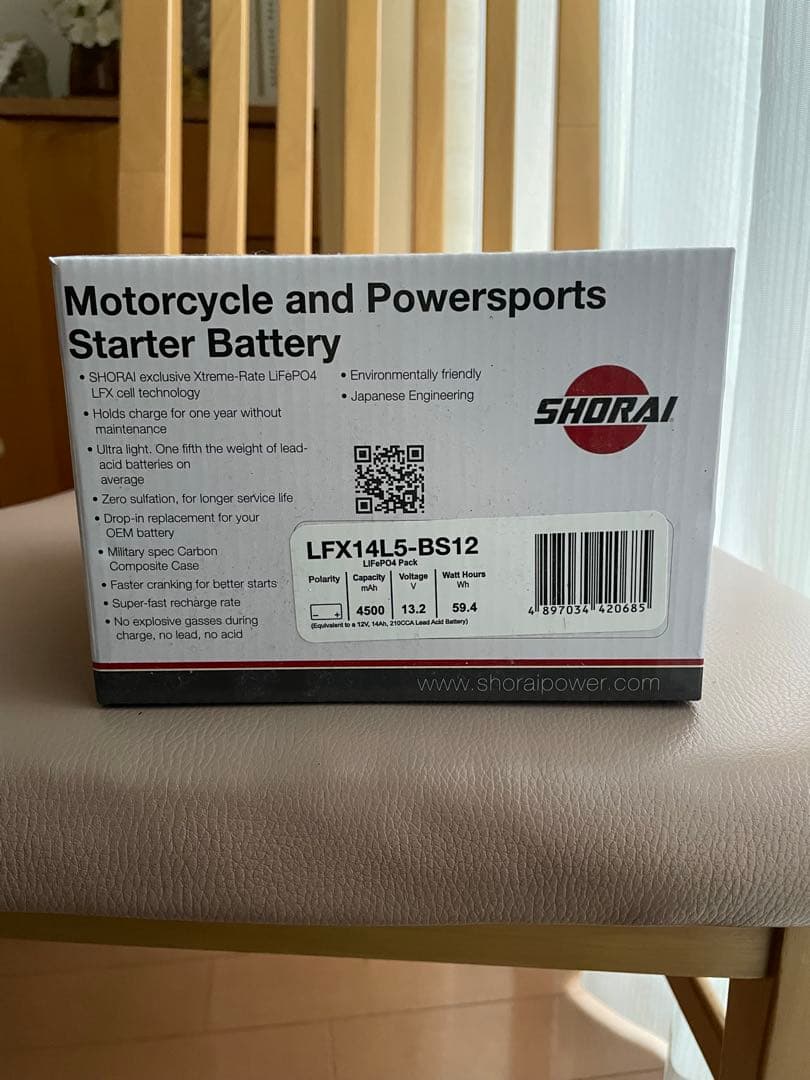 Motorcycle and Powersports
Starter Battery
• SHORAI exclusive Xtreme-Rate LiFePO4
LFX cell technology
• Holds charge for one year without
maintenance
• Ultra light. One fifth the weight of lead-
acid batteries on
average
• Zero sulfation, for longer service life
• Drop-in replacement for your
OEM battery
• Military spec Carbon
Composite Case
• Faster cranking for better starts
• Super-fast recharge rate
• No explosive gasses during
charge, no lead, no acid
• Environmentally friendly
• Japanese Engineering
SHORAI
LFX14L5-BS12
LiFePO4 Pack
Polarity Capacity Voltage Watt Hours
mAh V Wh
- + 4500 13.2 59.4
(Equivalent to a 12V, 14Ah, 210CCA Lead Acid Battery)
4 897034 420685
www.shoraipower.com